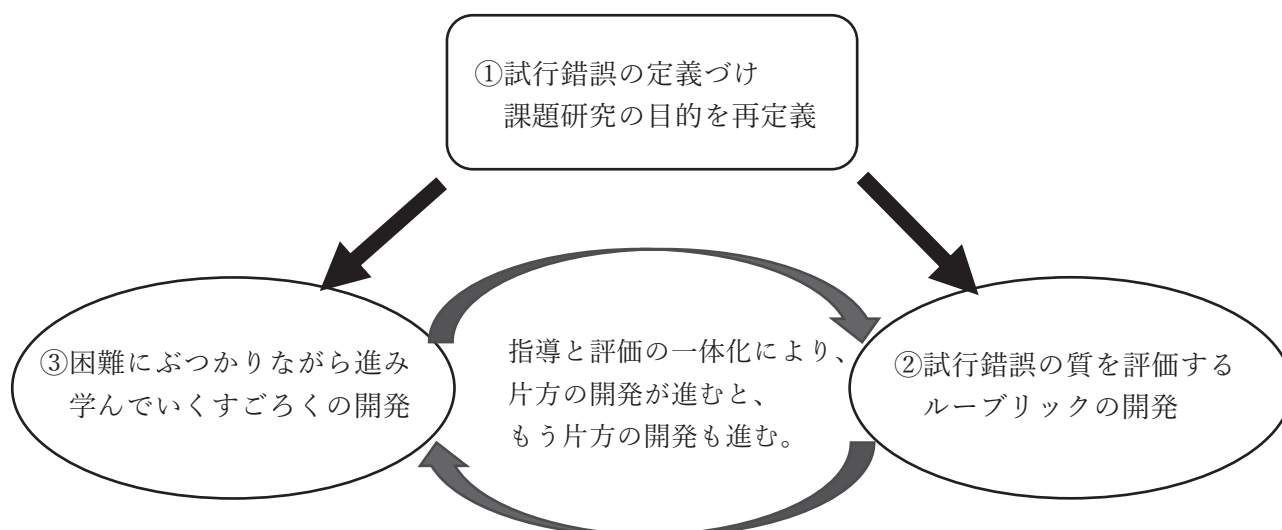 ①試行錯誤の定義づけ
課題研究の目的を再定義
③困難にぶつかりながら進み
学んでいくすごろくの開発
指導と評価の一体化により、
片方の開発が進むと、
もう片方の開発も進む。
②試行錯誤の質を評価する
ルーブリックの開発